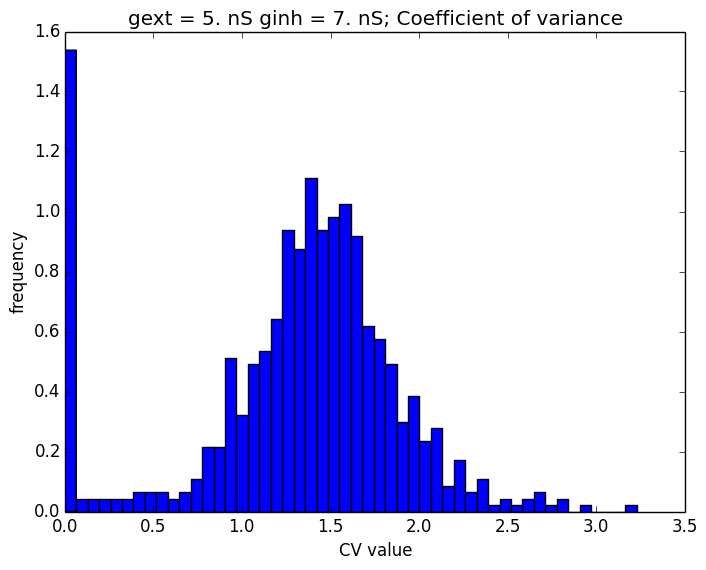 gext = 5. nS ginh = 7. nS; Coefficient of variance
1.6
1.4
1.2
1.0
0.8
0.6
0.4
0.2
0.0
frequency
0.0 0.5 1.0 1.5 2.0 2.5 3.0 3.5
CV value